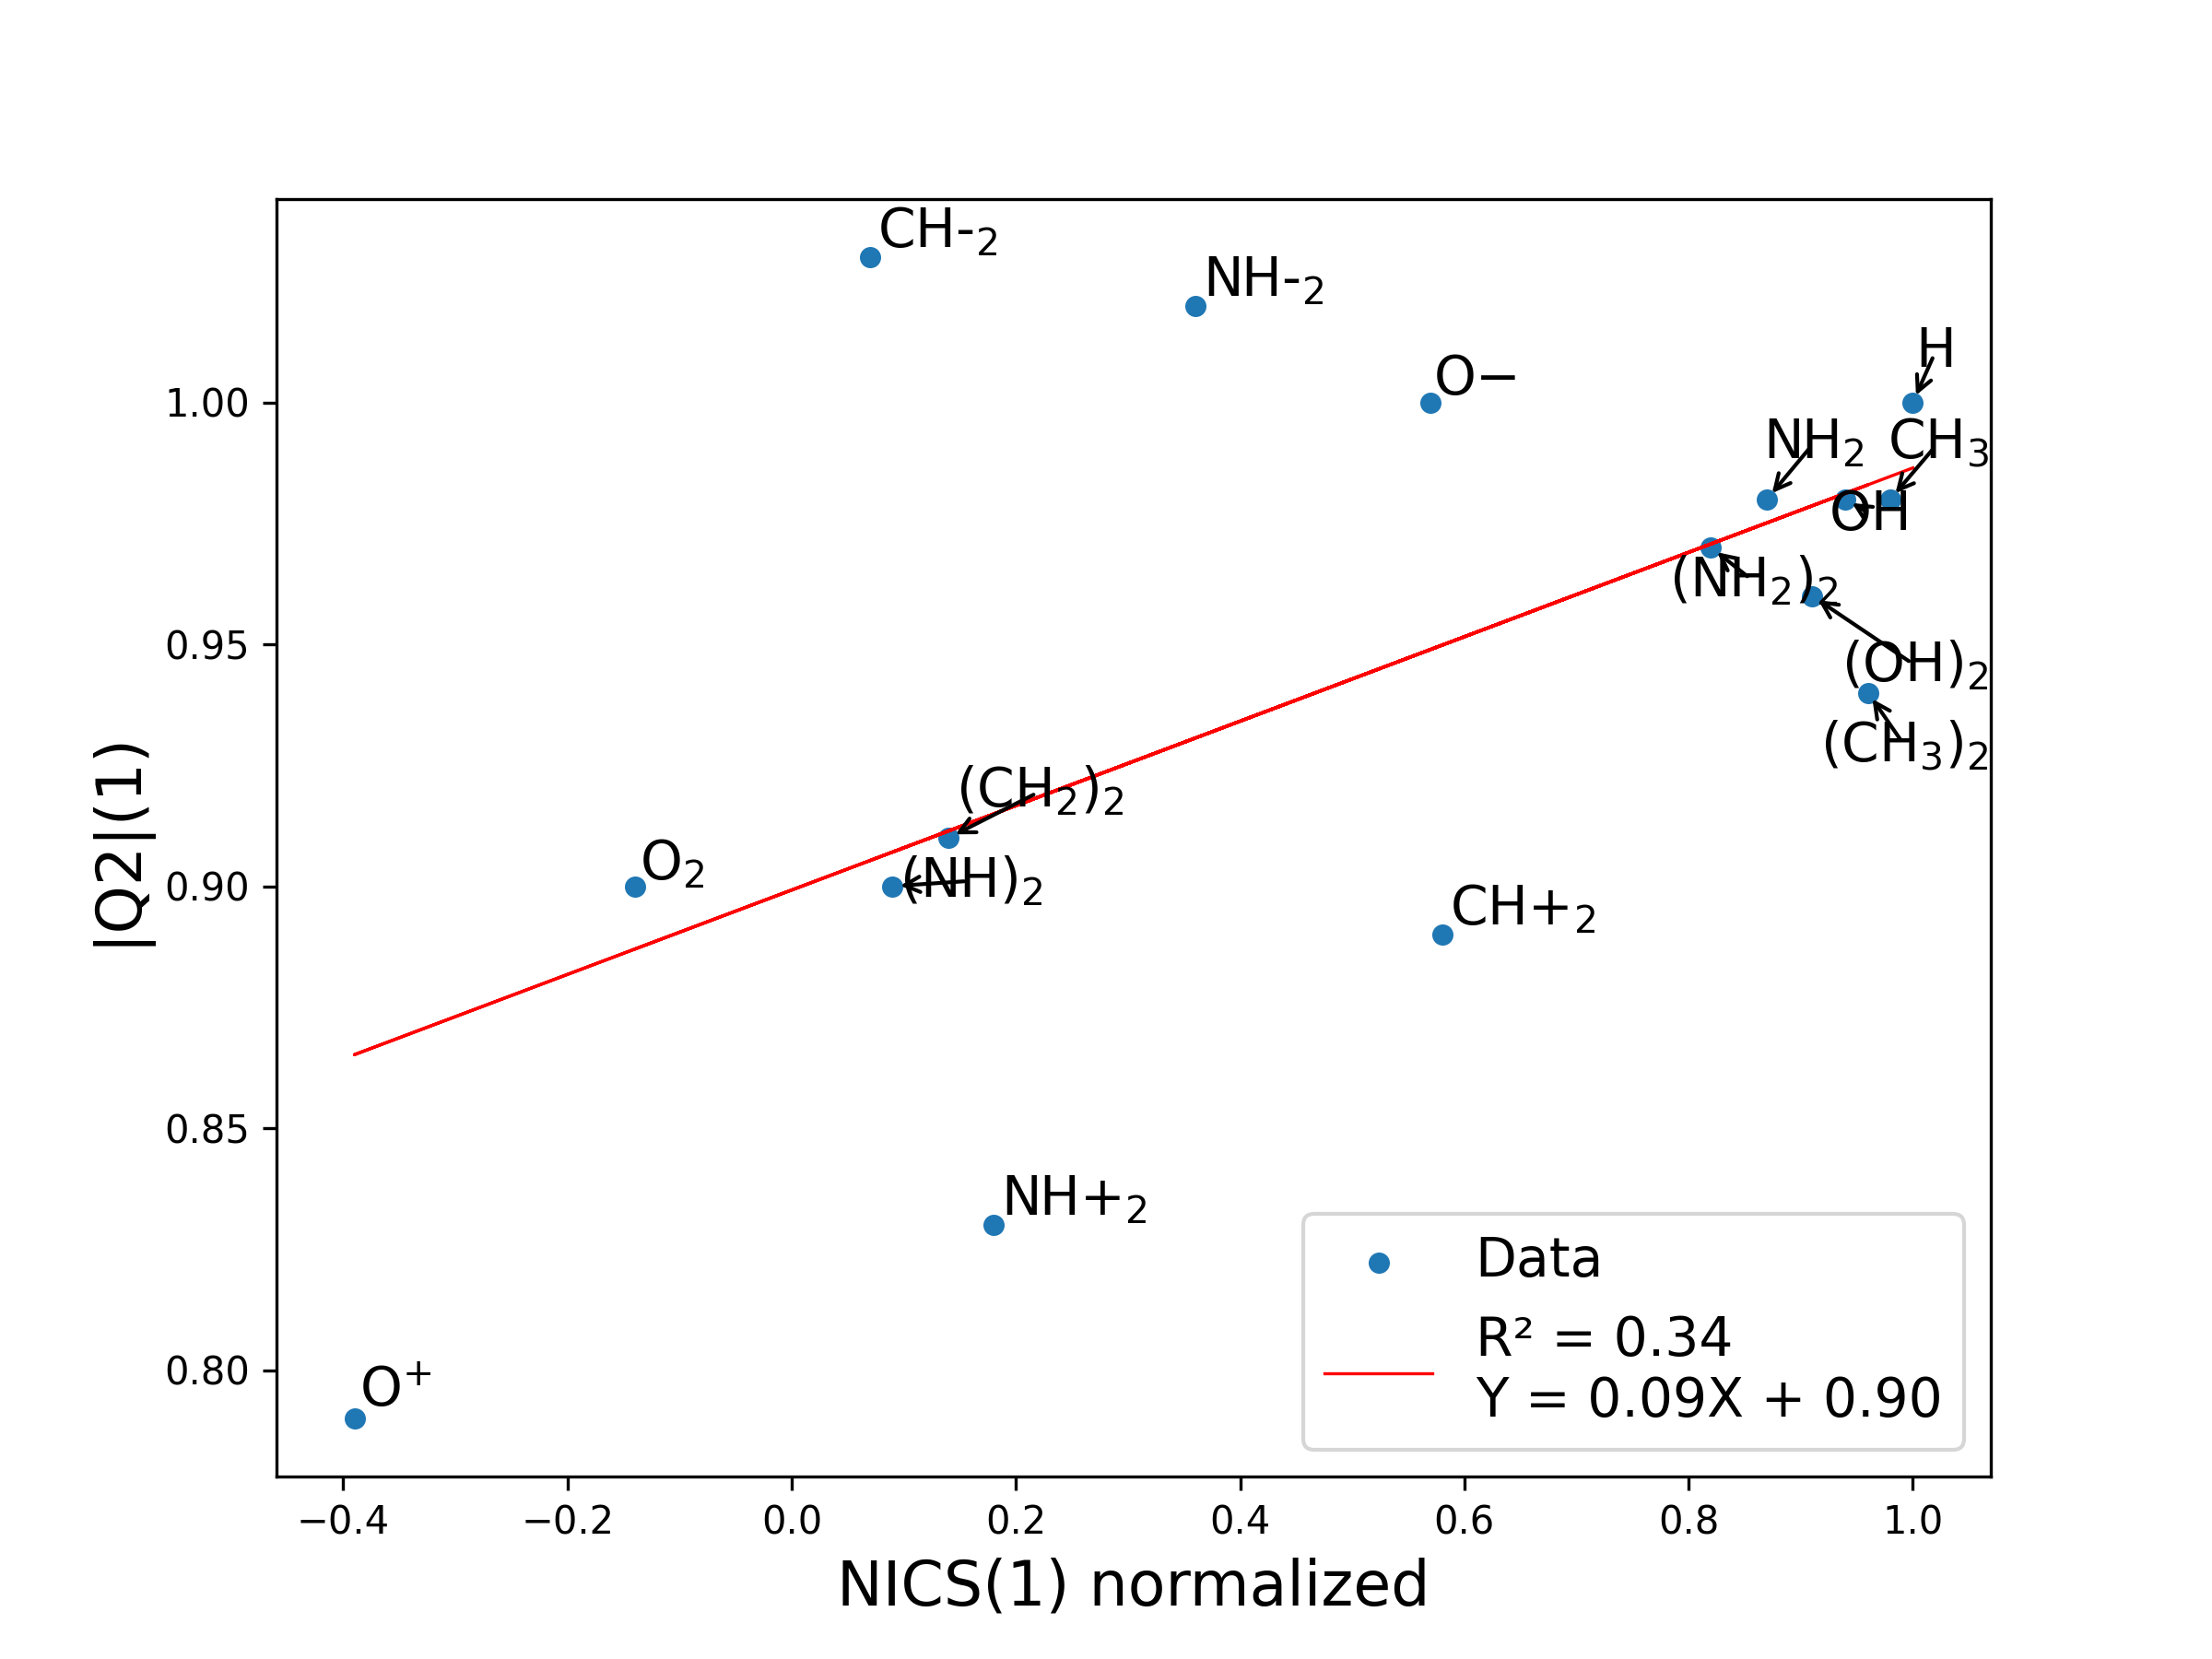 CH-₂
NH-₂
O−
H
NH₂
CH₃
OH
(NH₂)₂
(OH)₂
(CH₃)₂
(CH₂)₂
O₂
(NH)₂
CH+₂
NH+₂
O⁺
1.00
0.95
0.90
0.85
0.80
|Q2|(1)
Data
R² = 0.34
Y = 0.09X + 0.90
−0.4 −0.2 0.0 0.2 0.4 0.6 0.8 1.0
NICS(1) normalized